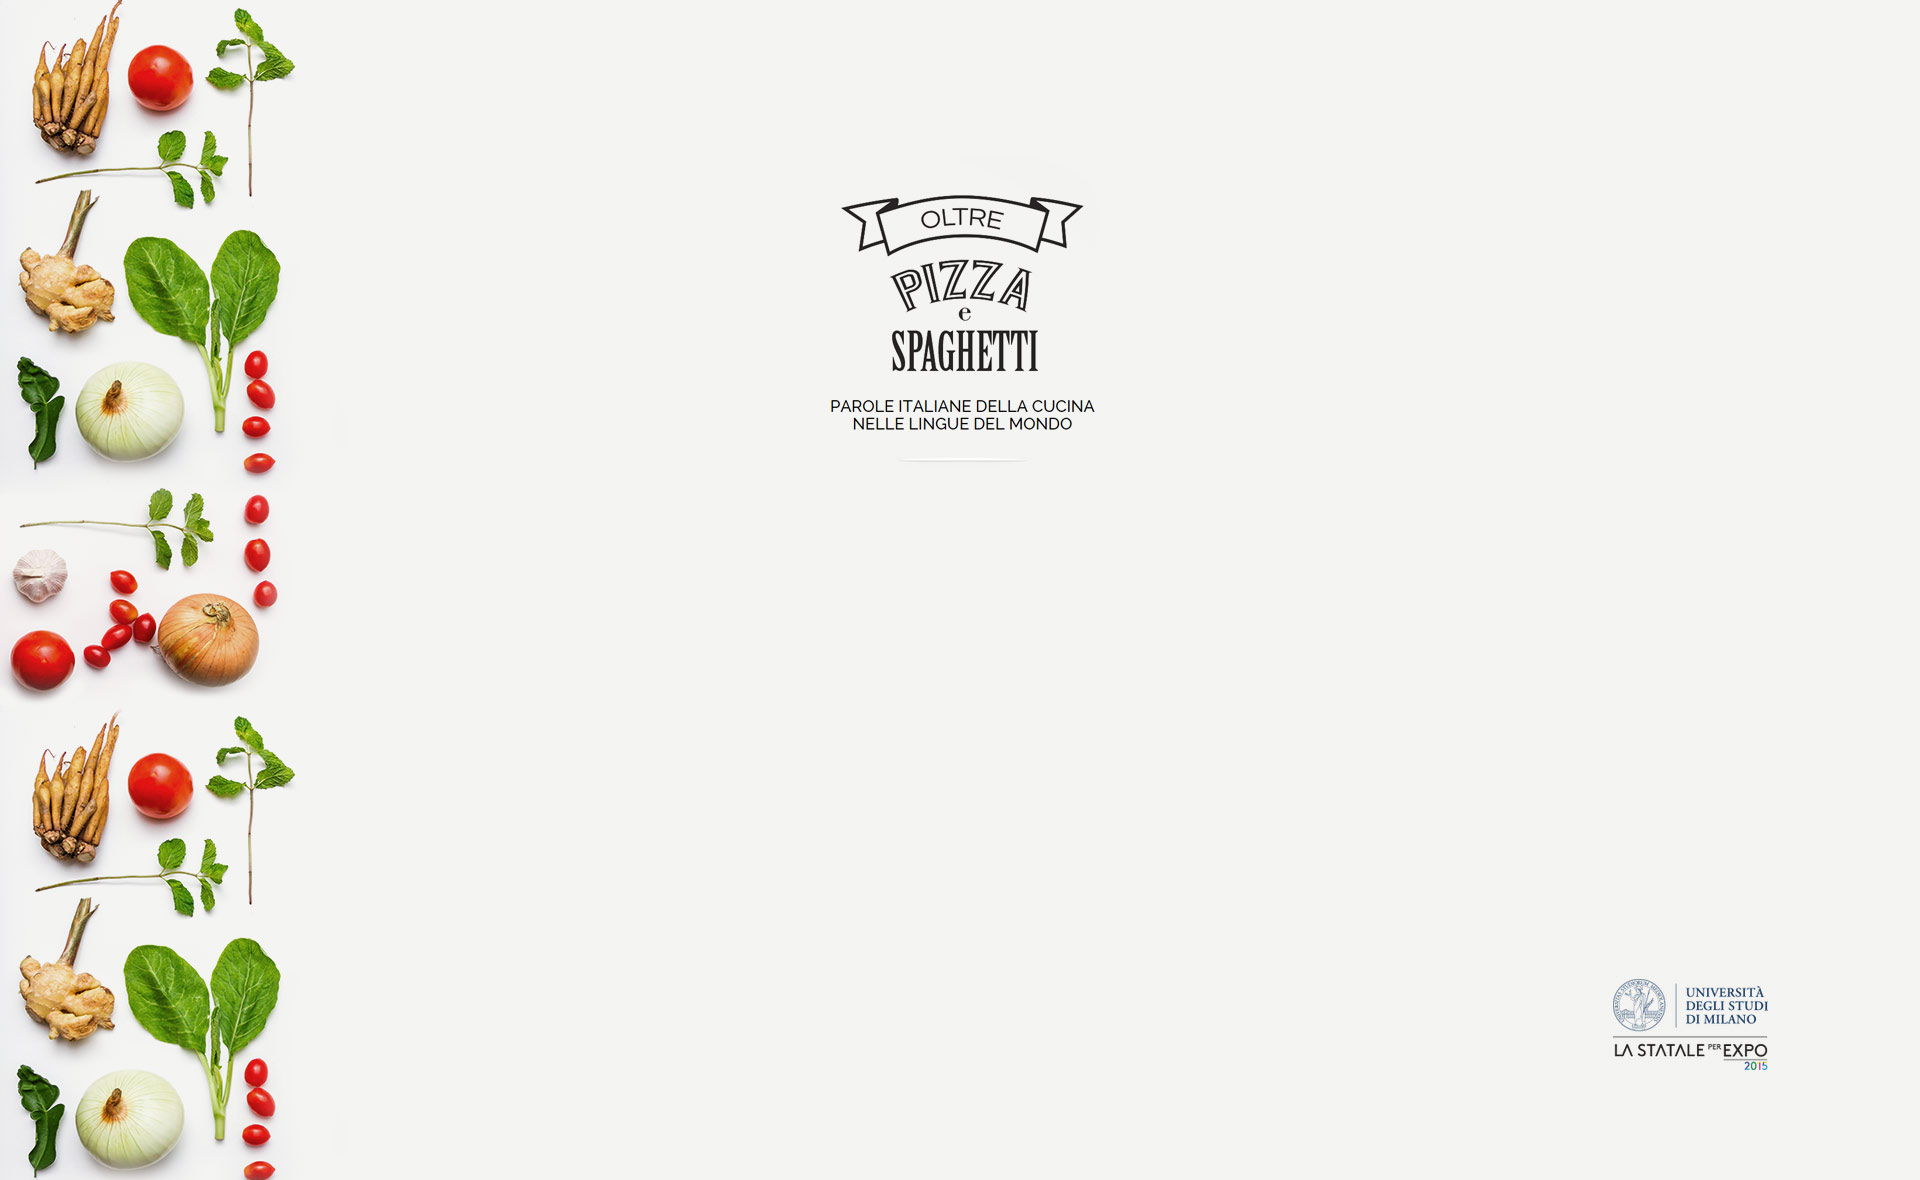 OLTRE
PIZZA
e
SPAGHETTI
PAROLE ITALIANE DELLA CUCINA
NELLE LINGUE DEL MONDO
UNIVERSITÀ
DEGLI STUDI
DI MILANO
LA STATALE PER EXPO
2015